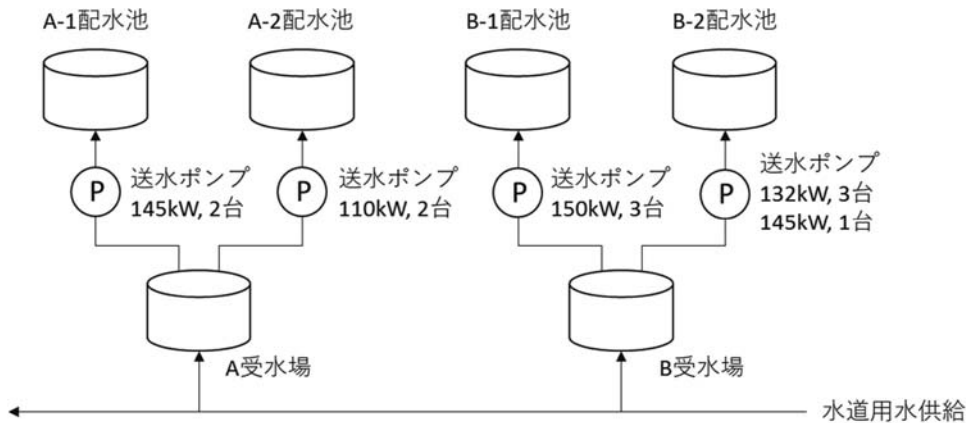 A-1配水池
A-2配水池
B-1配水池
B-2配水池
P
送水ポンプ
145kW, 2台
P
送水ポンプ
110kW, 2台
P
送水ポンプ
150kW, 3台
P
送水ポンプ
132kW, 3台
145kW, 1台
A受水場
B受水場
水道用水供給